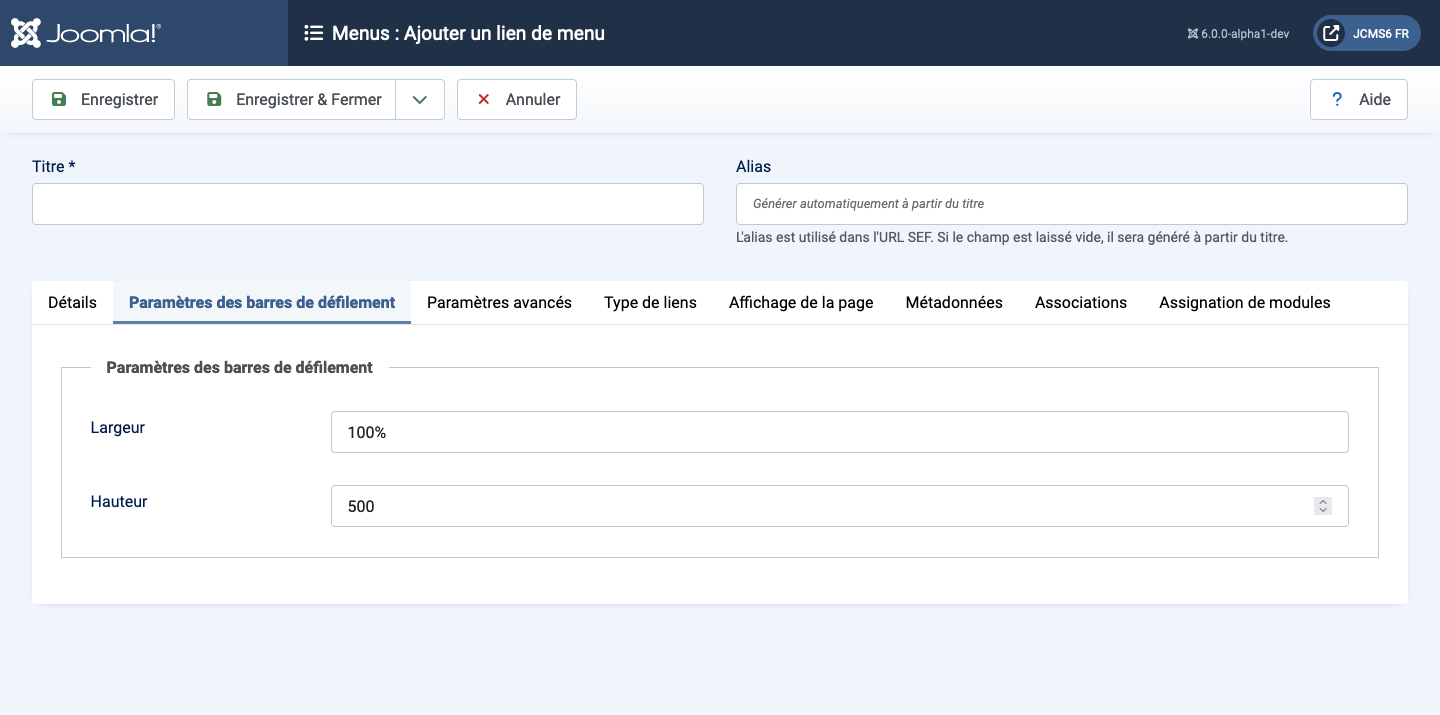 Joomla!®
Menus : Ajouter un lien de menu
6.0.0-alpha1-dev
JCMS6 FR
Enregistrer
Enregistrer & Fermer
Annuler
? Aide
Titre *
Alias
Générer automatiquement à partir du titre
L'alias est utilisé dans l'URL SEF. Si le champ est laissé vide, il sera généré à partir du titre.
Détails
Paramètres des barres de défilement
Paramètres avancés
Type de liens
Affichage de la page
Métadonnées
Associations
Assignation de modules
Paramètres des barres de défilement
Largeur
100%
Hauteur
500